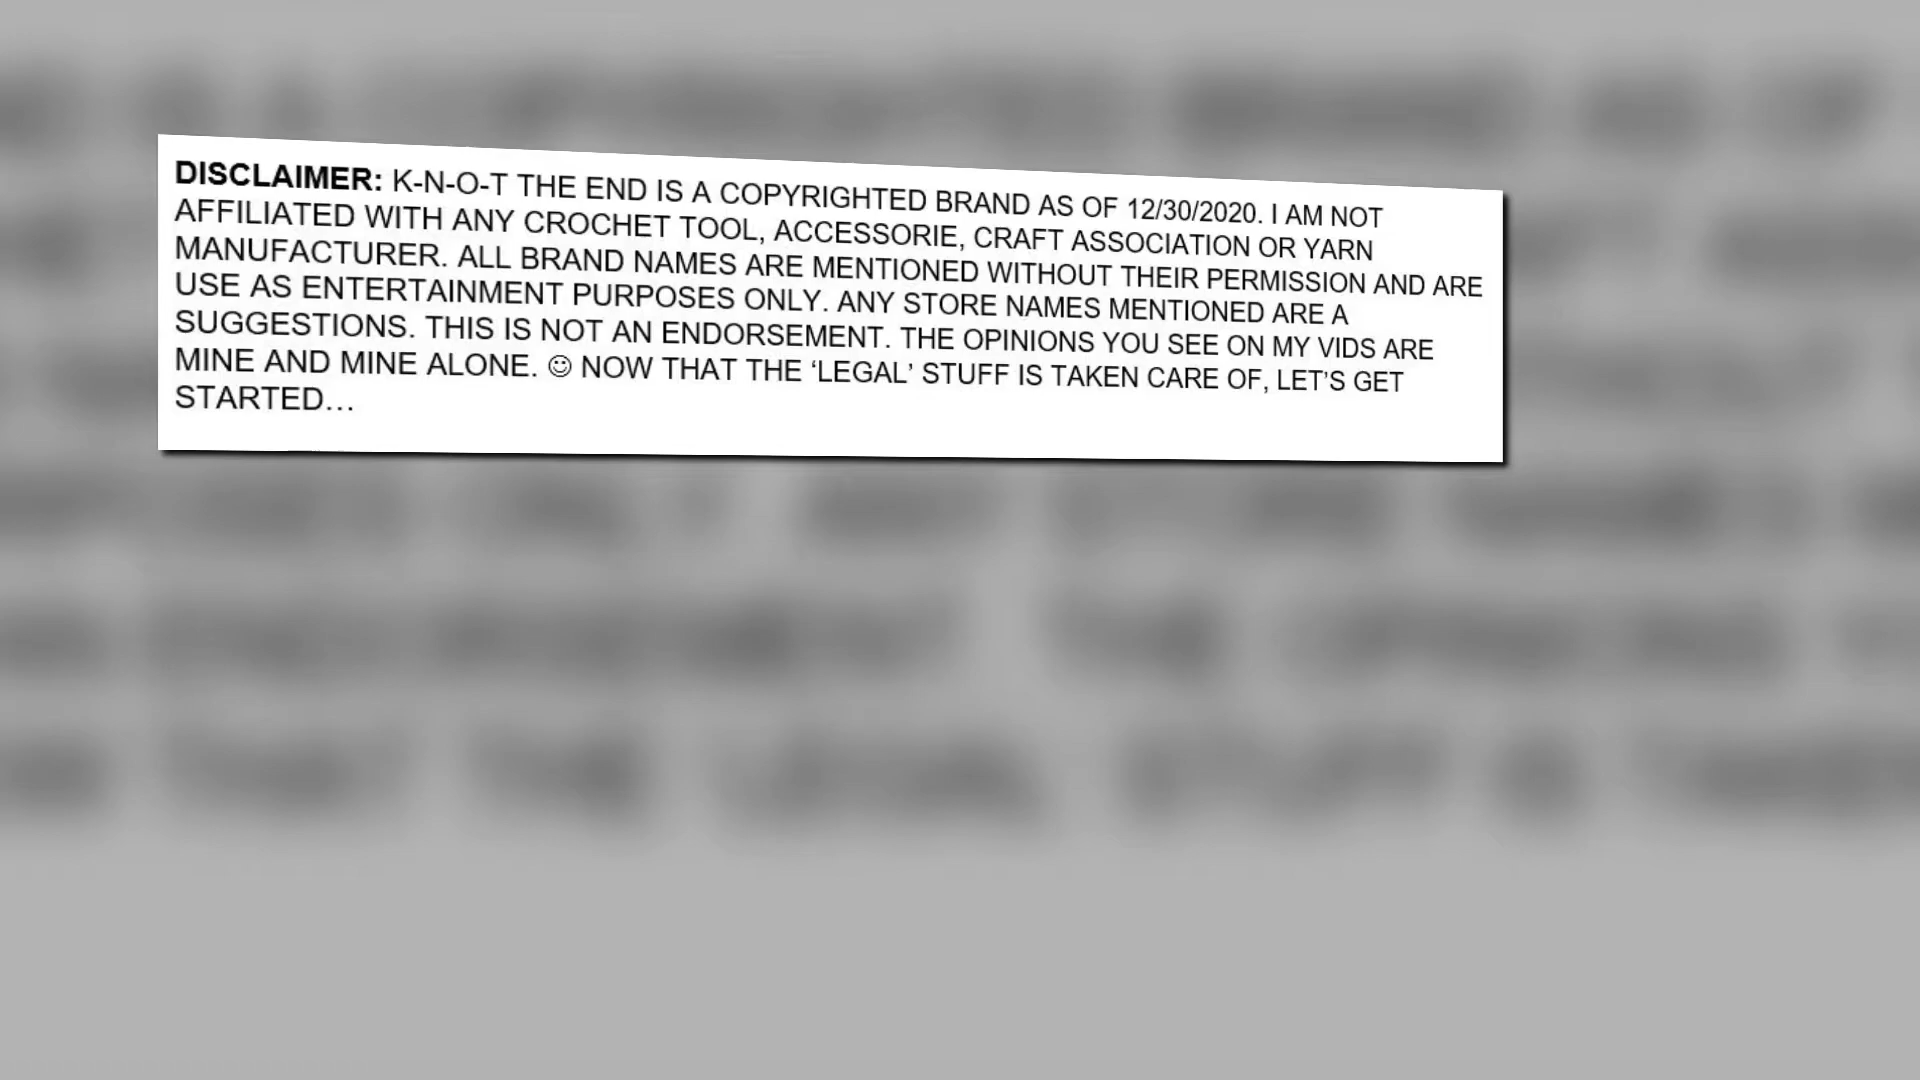 DISCLAIMER: K-N-O-T THE END IS A COPYRIGHTED BRAND AS OF 12/30/2020. I AM NOT
AFFILIATED WITH ANY CROCHET TOOL, ACCESSORIE, CRAFT ASSOCIATION OR YARN
MANUFACTURER. ALL BRAND NAMES ARE MENTIONED WITHOUT THEIR PERMISSION AND ARE
USE AS ENTERTAINMENT PURPOSES ONLY. ANY STORE NAMES MENTIONED ARE A
SUGGESTIONS. THIS IS NOT AN ENDORSEMENT. THE OPINIONS YOU SEE ON MY VIDS ARE
MINE AND MINE ALONE. ☺ NOW THAT THE ‘LEGAL’ STUFF IS TAKEN CARE OF, LET’S GET
STARTED…